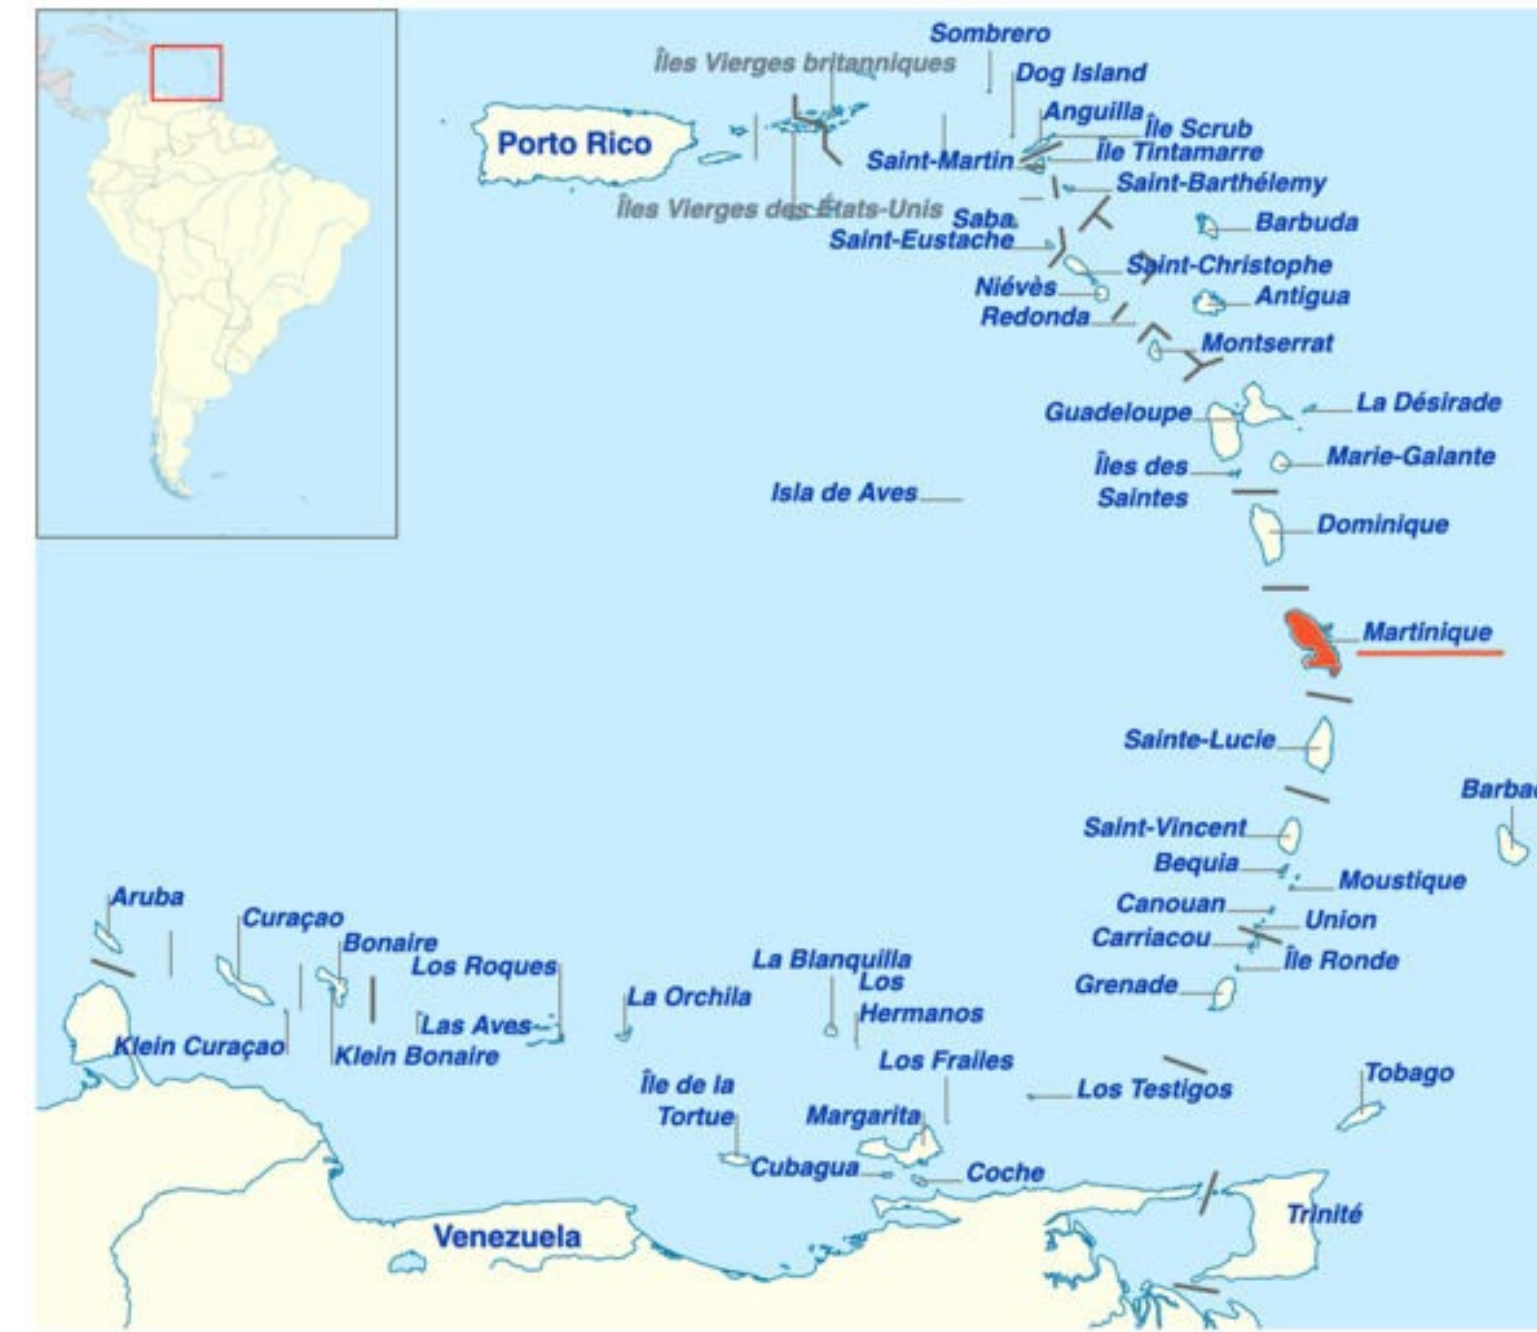 Sombrero
Îles Vierges britanniques
Dog Island
Anguilla
Île Scrub
Porto Rico
Île Tintamarre
Saint-Martin
Saint-Barthélemy
Îles Vierges des États-Unis
Saba
Barbuda
Saint-Eustache
Saint-Christophe
Niévès
Antigua
Redonda
Montserrat
La Désirade
Guadeloupe
Marie-Galante
Îles des
Saintes
Isla de Aves
Dominique
Martinique
Sainte-Lucie
Saint-Vincent
Bequia
Moustique
Aruba
Canouan
Curaçao
Union
Carriacou
Bonaire
La Blanquilla
Île Ronde
Los Roques
Los
Hermanos
Grenade
La Orchila
Las Aves
Klein Curaçao
Klein Bonaire
Los Frailes
Tobago
Île de la
Tortue
Los Testigos
Margarita
Cubagua
Coche
Trinité
Venezuela